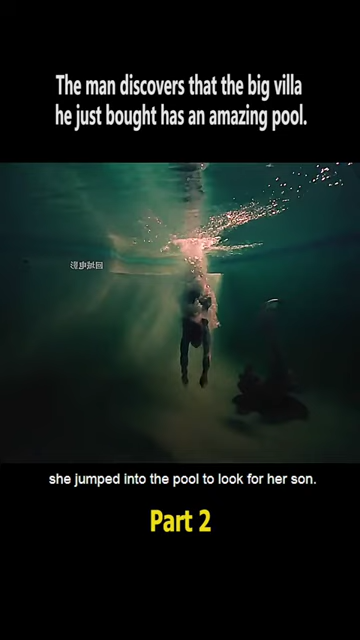 The man discovers that the big villa
he just bought has an amazing pool.
she jumped into the pool to look for her son.
Part 2